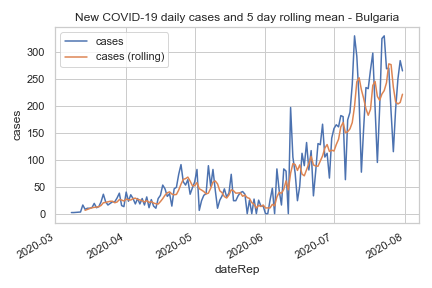 New COVID-19 daily cases and 5 day rolling mean - Bulgaria
cases
cases (rolling)
300
250
200
150
100
50
0
cases
2020-03
2020-04
2020-05
2020-06
2020-07
2020-08
dateRep